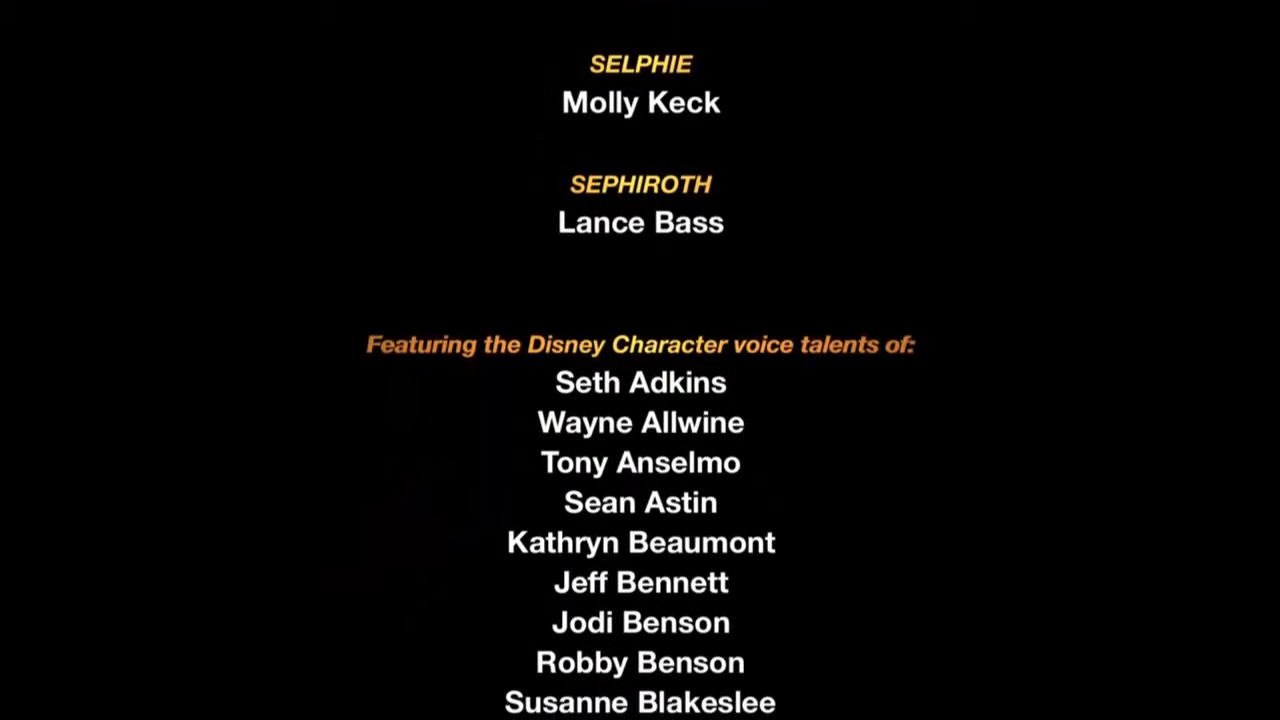 SELPHIE
Molly Keck
SEPHIROTH
Lance Bass
Featuring the Disney Character voice talents of:
Seth Adkins
Wayne Allwine
Tony Anselmo
Sean Astin
Kathryn Beaumont
Jeff Bennett
Jodi Benson
Robby Benson
Susanne Blakeslee